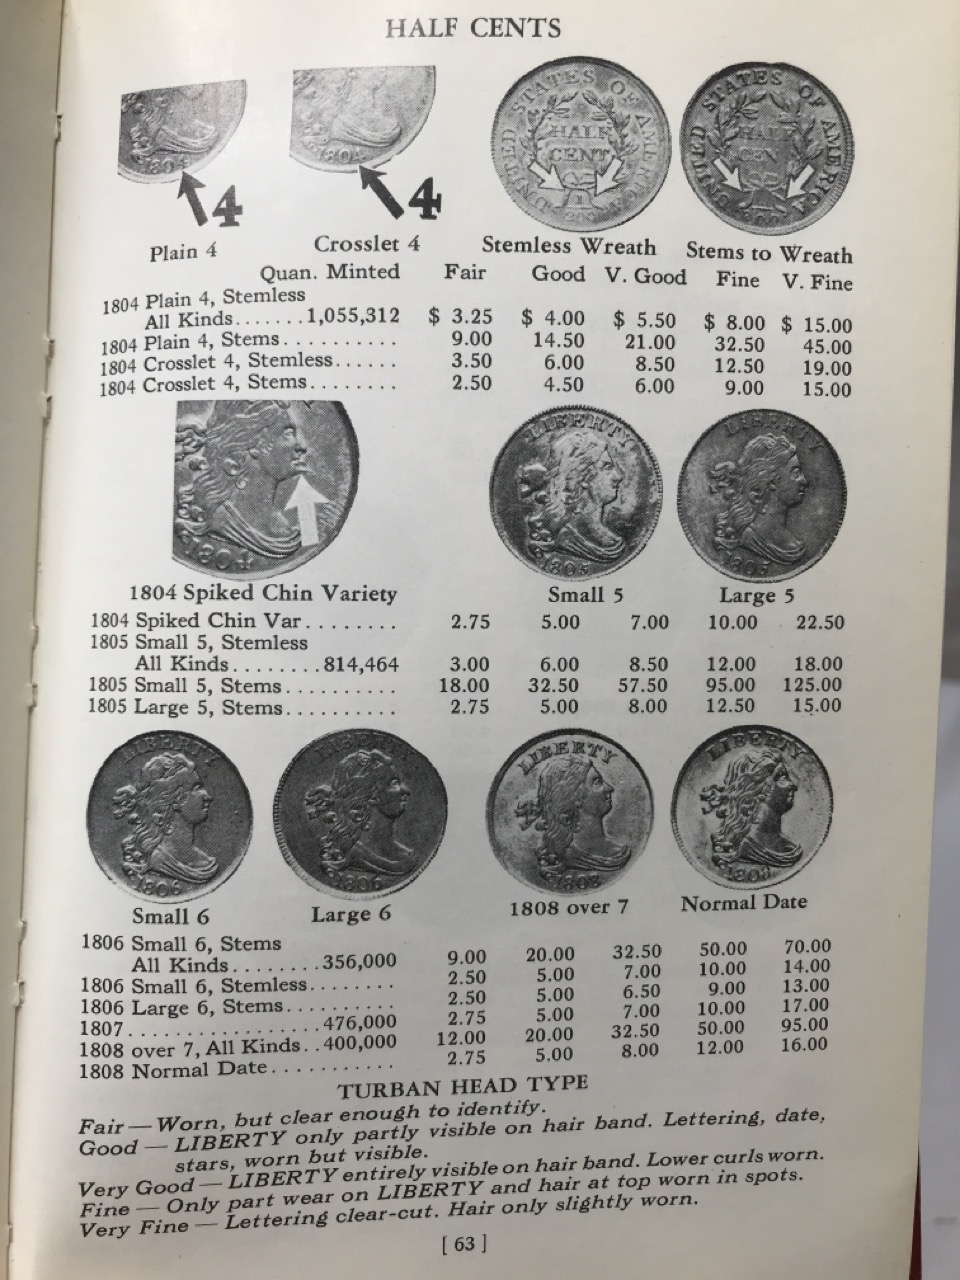 HALF CENTS
4 4
Plain 4 Crosslet 4 Stemless Wreath Stems to Wreath
Quan. Minted Fair Good V. Good Fine V. Fine
1804 Plain 4, Stemless
All Kinds.......1,055,312 $ 3.25 $ 4.00 $ 5.50 $ 8.00 $ 15.00
1804 Plain 4, Stems.......... 9.00 14.50 21.00 32.50 45.00
1804 Crosslet 4, Stemless...... 3.50 6.00 8.50 12.50 19.00
1804 Crosslet 4, Stems........ 2.50 4.50 6.00 9.00 15.00
1804 Spiked Chin Variety Small 5 Large 5
1804 Spiked Chin Var........ 2.75 5.00 7.00 10.00 22.50
1805 Small 5, Stemless
All Kinds........814,464 3.00 6.00 8.50 12.00 18.00
1805 Small 5, Stems.......... 18.00 32.50 57.50 95.00 125.00
1805 Large 5, Stems.......... 2.75 5.00 8.00 12.50 15.00
Small 6 Large 6 1808 over 7 Normal Date
1806 Small 6, Stems
All Kinds........356,000 9.00 20.00 32.50 50.00 70.00
1806 Small 6, Stemless........ 2.50 5.00 7.00 10.00 14.00
1806 Large 6, Stems.......... 2.50 5.00 6.50 9.00 13.00
1807.................476,000 2.75 5.00 7.00 10.00 17.00
1808 over 7, All Kinds..400,000 12.00 20.00 32.50 50.00 95.00
1808 Normal Date........... 2.75 5.00 8.00 12.00 16.00
TURBAN HEAD TYPE
Fair — Worn, but clear enough to identify.
Good — LIBERTY only partly visible on hair band. Lettering, date,
stars, worn but visible.
Very Good — LIBERTY entirely visible on hair band. Lower curls worn.
Fine — Only part wear on LIBERTY and hair at top worn in spots.
Very Fine — Lettering clear-cut. Hair only slightly worn.
[ 63 ]